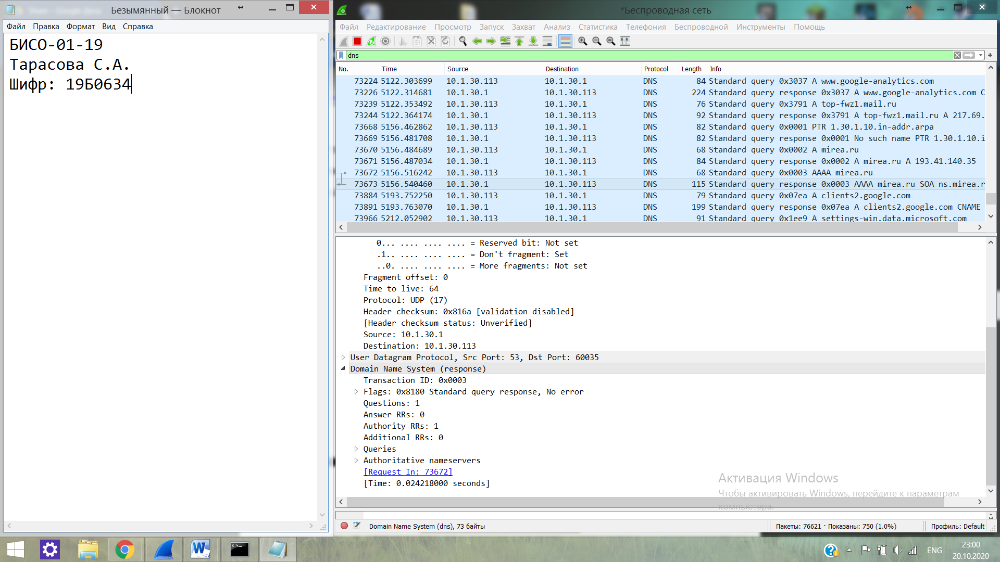 Безымянный — Блокнот
Файл Правка Формат Вид Справка
БИСО-01-19
Тарасова С.А.
Шифр: 19Б0634
*Беспроводная сеть
Файл Редактирование Просмотр Запуск Захват Анализ Статистика Телефония Беспроводной Инструменты Помощь
dns
No. Time Source Destination Protocol Length Info
73224 5122.303699 10.1.30.113 10.1.30.1 DNS 84 Standard query 0x3037 A www.google-analytics.com
73226 5122.314681 10.1.30.1 10.1.30.113 DNS 224 Standard query response 0x3037 A www.google-analytics.com C
73239 5122.353492 10.1.30.113 10.1.30.1 DNS 76 Standard query 0x3791 A top-fwz1.mail.ru
73244 5122.364174 10.1.30.1 10.1.30.113 DNS 92 Standard query response 0x3791 A top-fwz1.mail.ru A 217.69.
73668 5156.462862 10.1.30.113 10.1.30.1 DNS 82 Standard query 0x0001 PTR 1.30.1.10.in-addr.arpa
73669 5156.481708 10.1.30.1 10.1.30.113 DNS 82 Standard query response 0x0001 No such name PTR 1.30.1.10.i
73670 5156.484689 10.1.30.113 10.1.30.1 DNS 68 Standard query 0x0002 A mirea.ru
73671 5156.487034 10.1.30.1 10.1.30.113 DNS 84 Standard query response 0x0002 A mirea.ru A 193.41.140.35
73672 5156.516242 10.1.30.113 10.1.30.1 DNS 68 Standard query 0x0003 AAAA mirea.ru
73673 5156.540460 10.1.30.1 10.1.30.113 DNS 115 Standard query response 0x0003 AAAA mirea.ru SOA ns.mirea.r
73884 5193.752250 10.1.30.113 10.1.30.1 DNS 79 Standard query 0x07ea A clients2.google.com
73891 5193.763070 10.1.30.1 10.1.30.113 DNS 199 Standard query response 0x07ea A clients2.google.com CNAME
73966 5212.052902 10.1.30.113 10.1.30.1 DNS 91 Standard query 0x1ee9 A settings-win.data.microsoft.com
0... .... .... .... = Reserved bit: Not set
.1.. .... .... .... = Don't fragment: Set
..0. .... .... .... = More fragments: Not set
Fragment offset: 0
Time to live: 64
Protocol: UDP (17)
Header checksum: 0x816a [validation disabled]
[Header checksum status: Unverified]
Source: 10.1.30.1
Destination: 10.1.30.113
User Datagram Protocol, Src Port: 53, Dst Port: 60035
Domain Name System (response)
Transaction ID: 0x0003
Flags: 0x8180 Standard query response, No error
Questions: 1
Answer RRs: 0
Authority RRs: 1
Additional RRs: 0
Queries
Authoritative nameservers
[Request In: 73672]
[Time: 0.024218000 seconds]
Активация Windows
Чтобы активировать Windows, перейдите к параметрам
компьютера.
Domain Name System (dns), 73 байты
Пакеты: 76621 · Показаны: 750 (1.0%)
Профиль: Default
ENG
23:00
20.10.2020